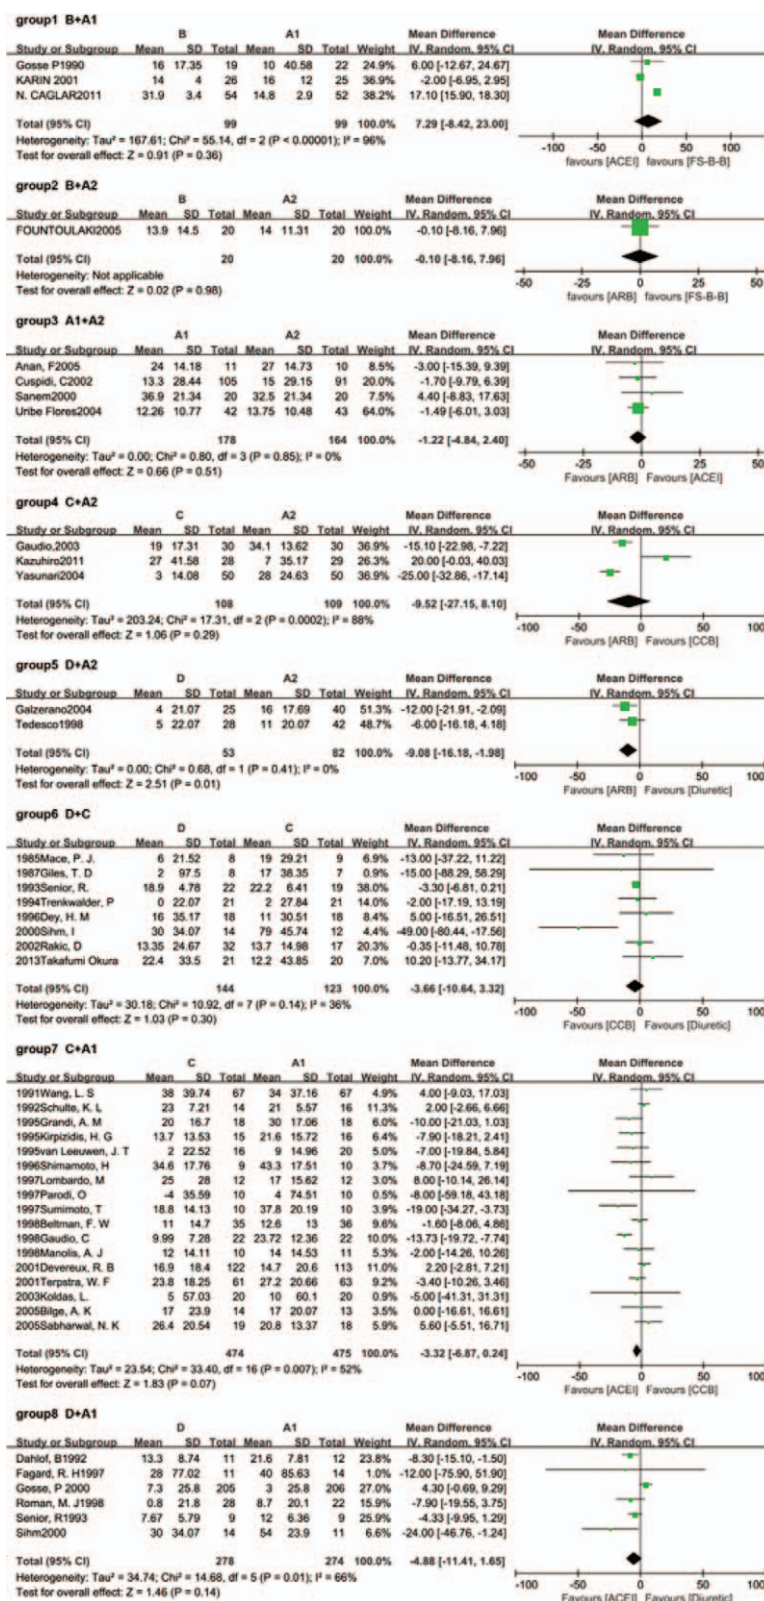 group1 B+A1
B A1 Mean Difference Mean Difference
Study or Subgroup Mean SD Total Mean SD Total Weight IV. Random. 95% CI IV. Random. 95% CI
Gosse P1990 16 17.35 19 10 40.58 22 24.9% 6.00 [-12.67, 24.67]
KARIN 2001 14 4 26 16 12 25 36.9% -2.00 [-6.95, 2.95]
N. CAGLAR2011 31.9 3.4 54 14.8 2.9 52 38.2% 17.10 [15.90, 18.30]
Total (95% CI) 99 99 100.0% 7.29 [-8.42, 23.00]
Heterogeneity: Tau² = 167.61; Chi² = 55.14, df = 2 (P < 0.00001); I² = 96%
Test for overall effect: Z = 0.91 (P = 0.36)
-100 -50 0 50 100
favours [ACEI] favours [FS-B-B]
group2 B+A2
B A2 Mean Difference Mean Difference
Study or Subgroup Mean SD Total Mean SD Total Weight IV. Random. 95% CI IV. Random. 95% CI
FOUNTOULAKI2005 13.9 14.5 20 14 11.31 20 100.0% -0.10 [-8.16, 7.96]
Total (95% CI) 20 20 100.0% -0.10 [-8.16, 7.96]
Heterogeneity: Not applicable
Test for overall effect: Z = 0.02 (P = 0.98)
-50 -25 0 25 50
favours [ARB] favours [FS-B-B]
group3 A1+A2
A1 A2 Mean Difference Mean Difference
Study or Subgroup Mean SD Total Mean SD Total Weight IV. Random. 95% CI IV. Random. 95% CI
Anan, F2005 24 14.18 11 27 14.73 10 8.5% -3.00 [-15.39, 9.39]
Cuspidi, C2002 13.3 28.44 105 15 29.15 91 20.0% -1.70 [-9.79, 6.39]
Sanem2000 36.9 21.34 20 32.5 21.34 20 7.5% 4.40 [-8.83, 17.63]
Uribe Flores2004 12.26 10.77 42 13.75 10.48 43 64.0% -1.49 [-6.01, 3.03]
Total (95% CI) 178 164 100.0% -1.22 [-4.84, 2.40]
Heterogeneity: Tau² = 0.00; Chi² = 0.80, df = 3 (P = 0.85); I² = 0%
Test for overall effect: Z = 0.66 (P = 0.51)
-50 -25 0 25 50
Favours [ARB] Favours [ACEI]
group4 C+A2
C A2 Mean Difference Mean Difference
Study or Subgroup Mean SD Total Mean SD Total Weight IV. Random. 95% CI IV. Random. 95% CI
Gaudio,2003 19 17.31 30 34.1 13.62 30 36.9% -15.10 [-22.98, -7.22]
Kazuhiro2011 27 41.58 28 7 35.17 29 26.3% 20.00 [-0.03, 40.03]
Yasunari2004 3 14.08 50 28 24.63 50 36.9% -25.00 [-32.86, -17.14]
Total (95% CI) 108 109 100.0% -9.52 [-27.15, 8.10]
Heterogeneity: Tau² = 203.24; Chi² = 17.31, df = 2 (P = 0.0002); I² = 88%
Test for overall effect: Z = 1.06 (P = 0.29)
-100 -50 0 50 100
Favours [ARB] Favours [CCB]
group5 D+A2
D A2 Mean Difference Mean Difference
Study or Subgroup Mean SD Total Mean SD Total Weight IV. Random. 95% CI IV. Random. 95% CI
Galzerano2004 4 21.07 25 16 17.69 40 51.3% -12.00 [-21.91, -2.09]
Tedesco1998 5 22.07 28 11 20.07 42 48.7% -6.00 [-16.18, 4.18]
Total (95% CI) 53 82 100.0% -9.08 [-16.18, -1.98]
Heterogeneity: Tau² = 0.00; Chi² = 0.68, df = 1 (P = 0.41); I² = 0%
Test for overall effect: Z = 2.51 (P = 0.01)
-100 -50 0 50 100
Favours [ARB] Favours [Diuretic]
group6 D+C
D C Mean Difference Mean Difference
Study or Subgroup Mean SD Total Mean SD Total Weight IV. Random. 95% CI IV. Random. 95% CI
1985Mace, P. J. 6 21.52 8 19 29.21 9 6.9% -13.00 [-37.22, 11.22]
1987Giles, T. D 2 97.5 8 17 38.35 7 0.9% -15.00 [-88.29, 58.29]
1993Senior, R. 18.9 4.78 22 22.2 6.41 19 38.0% -3.30 [-6.81, 0.21]
1994Trenkwalder, P 0 22.07 21 2 27.84 21 14.1% -2.00 [-17.19, 13.19]
1996Dey, H. M 16 35.17 18 11 30.51 18 8.5% 5.00 [-16.51, 26.51]
2000Sihm, I 30 34.07 14 79 45.74 12 4.4% -49.00 [-80.44, -17.56]
2002Rakic, D 13.35 24.67 32 13.7 14.98 17 20.3% -0.35 [-11.48, 10.78]
2013Takafumi Okura 22.4 33.5 21 12.2 43.85 20 7.0% 10.20 [-13.77, 34.17]
Total (95% CI) 144 123 100.0% -3.66 [-10.64, 3.32]
Heterogeneity: Tau² = 30.18; Chi² = 10.92, df = 7 (P = 0.14); I² = 36%
Test for overall effect: Z = 1.03 (P = 0.30)
-100 -50 0 50 100
Favours [CCB] Favours [Diuretic]
group7 C+A1
C A1 Mean Difference Mean Difference
Study or Subgroup Mean SD Total Mean SD Total Weight IV. Random. 95% CI IV. Random. 95% CI
1991Wang, L. S 38 39.74 67 34 37.16 67 4.9% 4.00 [-9.03, 17.03]
1992Schulte, K. L 23 7.21 14 21 5.57 16 11.3% 2.00 [-2.66, 6.66]
1995Grandi, A. M 20 16.7 18 30 17.06 18 6.1% -10.00 [-21.03, 1.03]
1995Kirpizidis, H. G 13.7 13.53 15 21.6 15.72 16 6.6% -7.90 [-18.21, 2.41]
1995van Leeuwen, J. T 2 22.52 16 9 14.96 20 5.0% -7.00 [-19.84, 5.84]
1996Shimamoto, H 34.6 17.76 9 43.3 17.51 10 3.9% -8.70 [-24.59, 7.19]
1997Lombardo, M 25 28 12 17 15.62 12 2.9% 8.00 [-10.14, 26.14]
1997Parodi, O -4 35.59 10 4 74.51 10 0.5% -8.00 [-59.18, 43.18]
1997Sumimoto, T 18.8 14.13 10 37.8 20.19 10 3.9% -19.00 [-34.27, -3.73]
1998Beltman, F. W 11 14.7 35 12.6 13 36 9.6% -1.60 [-8.06, 4.86]
1998Gaudio, C 9.99 7.28 22 23.72 12.36 22 10.1% -13.73 [-19.72, -7.74]
1998Manolis, A. J 12 14.11 10 14 14.53 11 5.3% -2.00 [-14.26, 10.26]
2001Devereux, R. B 16.9 18.4 122 14.7 20.6 113 11.1% 2.20 [-2.81, 7.21]
2001Terpstra, W. F 23.8 18.25 61 27.2 20.66 63 9.3% -3.40 [-10.26, 3.46]
2003Koldas, L. 5 57.03 20 10 60.1 20 0.9% -5.00 [-41.31, 31.31]
2005Bilge, A. K 17 23.9 14 17 20.07 13 3.4% 0.00 [-16.61, 16.61]
2005Sabharwal, N. K 26.4 20.54 19 20.8 13.37 18 6.0% 5.60 [-5.51, 16.71]
Total (95% CI) 474 475 100.0% -3.32 [-6.87, 0.24]
Heterogeneity: Tau² = 23.54; Chi² = 33.40, df = 16 (P = 0.007); I² = 52%
Test for overall effect: Z = 1.83 (P = 0.07)
-100 -50 0 50 100
Favours [ACEI] Favours [CCB]
group8 D+A1
D A1 Mean Difference Mean Difference
Study or Subgroup Mean SD Total Mean SD Total Weight IV. Random. 95% CI IV. Random. 95% CI
Dahlof, B1992 13.3 8.74 11 21.6 7.81 12 23.8% -8.30 [-15.10, -1.50]
Fagard, R. H1997 28 77.02 11 40 85.63 14 1.0% -12.00 [-75.90, 51.90]
Gosse, P 2000 7.3 25.8 205 3 25.8 206 27.0% 4.30 [-0.69, 9.29]
Roman, M. J1998 0.8 21.8 28 8.7 20.1 22 15.9% -7.90 [-19.55, 3.75]
Senior, R1993 7.67 5.79 9 12 6.36 9 25.7% -4.33 [-9.95, 1.29]
Sihm2000 30 34.07 14 54 23.9 11 6.6% -24.00 [-46.76, -1.24]
Total (95% CI) 278 274 100.0% -4.88 [-11.41, 1.65]
Heterogeneity: Tau² = 34.74; Chi² = 14.68, df = 5 (P = 0.01); I² = 66%
Test for overall effect: Z = 1.46 (P = 0.14)
-100 -50 0 50 100
Favours [ACEI] Favours [Diuretic]